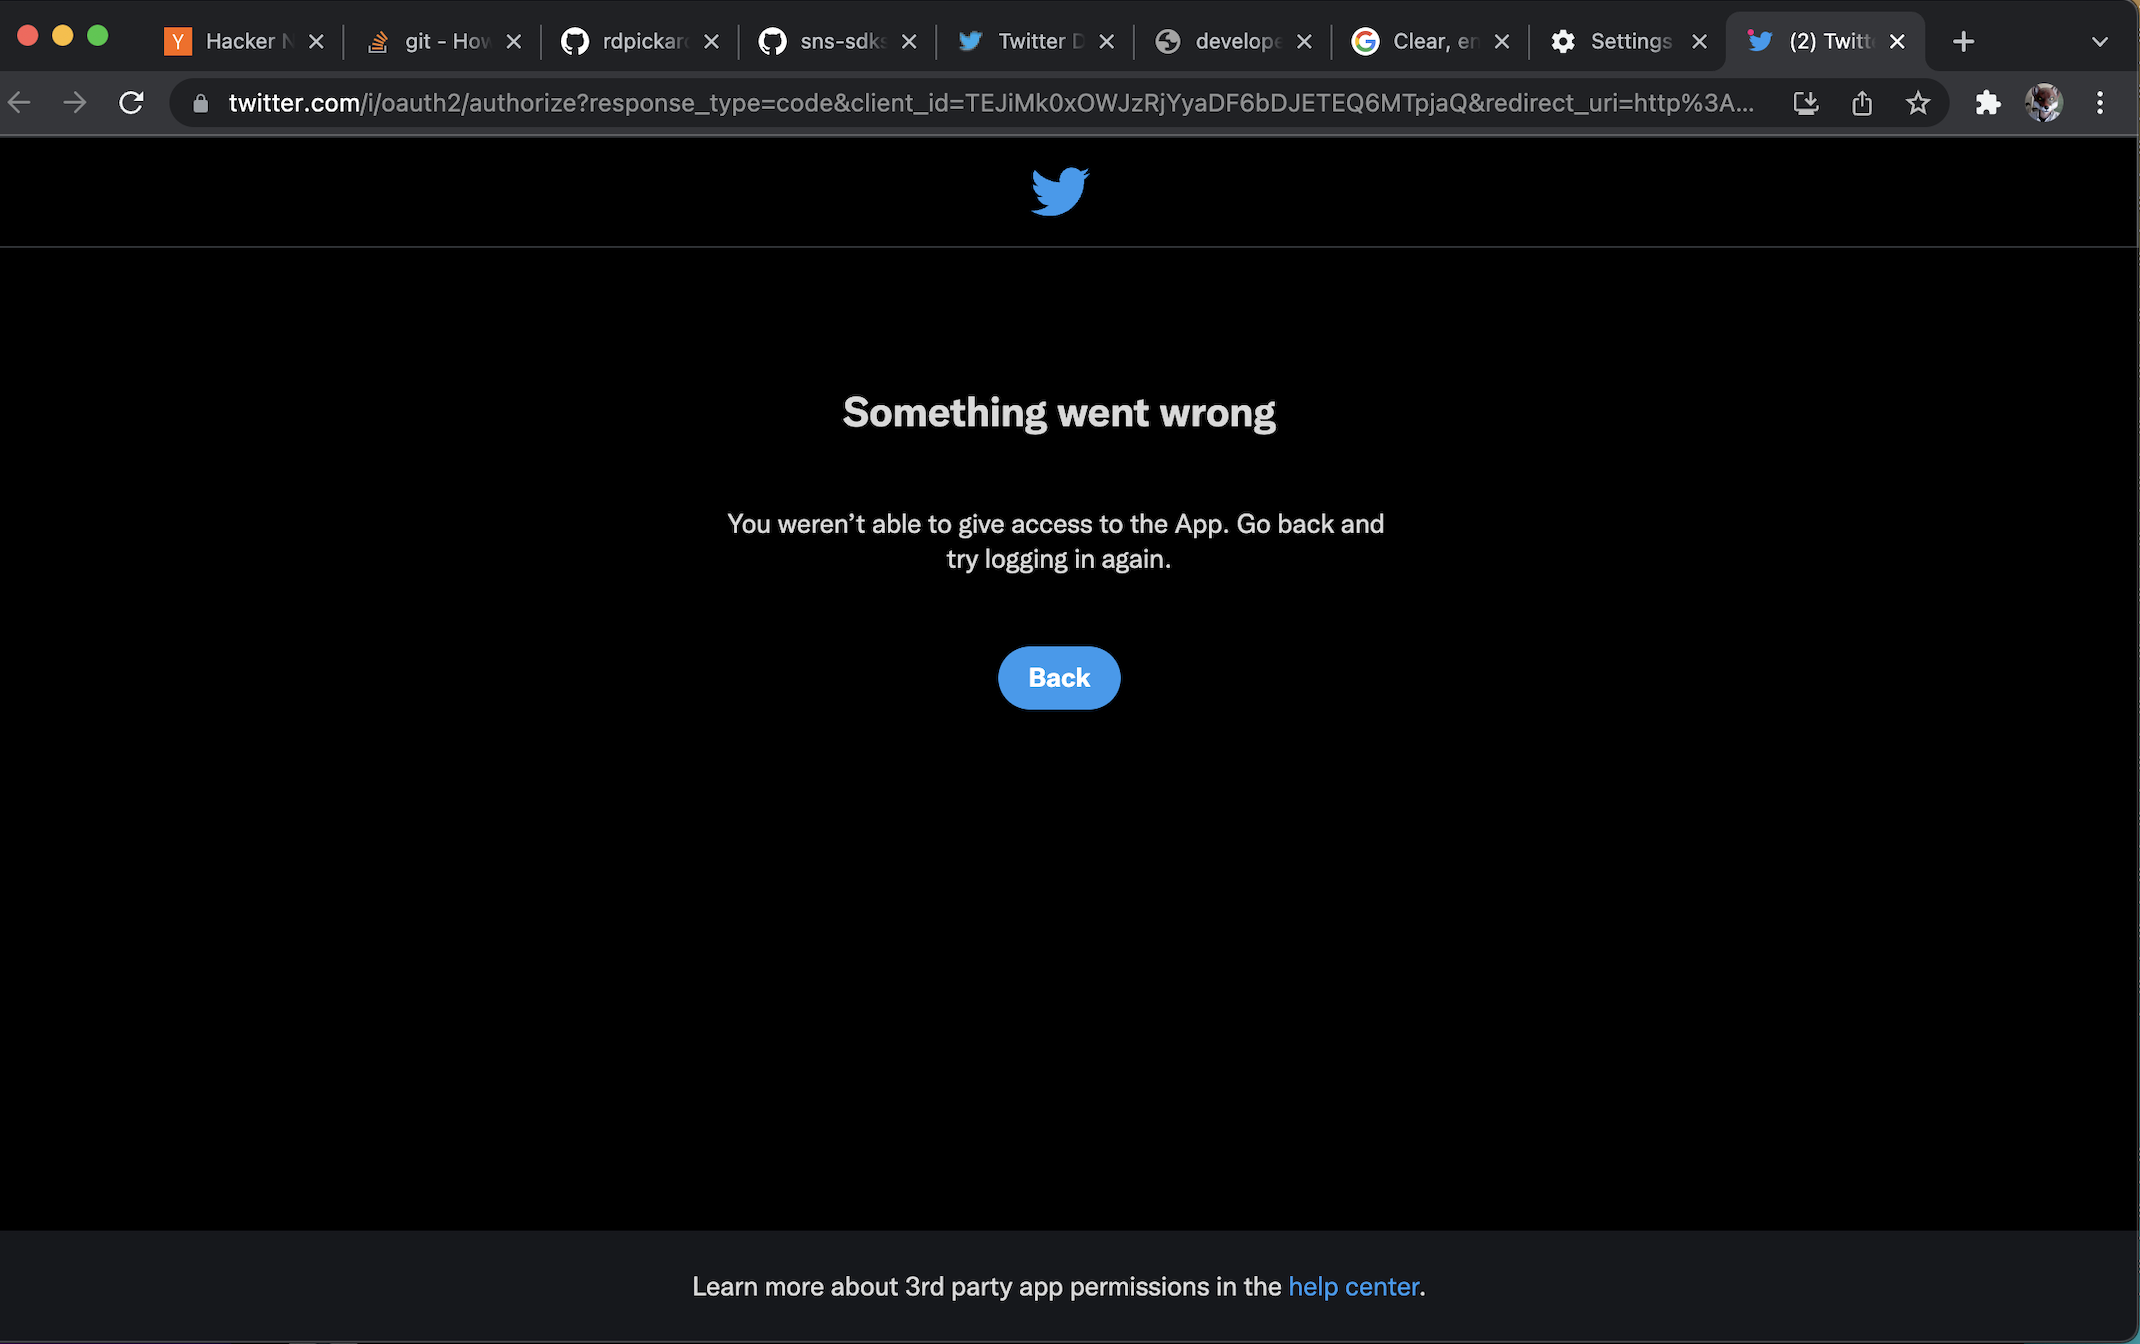 Hacker N
git - How
rdpickard
sns-sdks
Twitter D
develope
Clear, en
Settings
(2) Twitt
twitter.com/i/oauth2/authorize?response_type=code&client_id=TEJiMk0xOWJzRjYyaDF6bDJETEQ6MTpjaQ&redirect_uri=http%3A...
Something went wrong
You weren’t able to give access to the App. Go back and
try logging in again.
Back
Learn more about 3rd party app permissions in the help center.